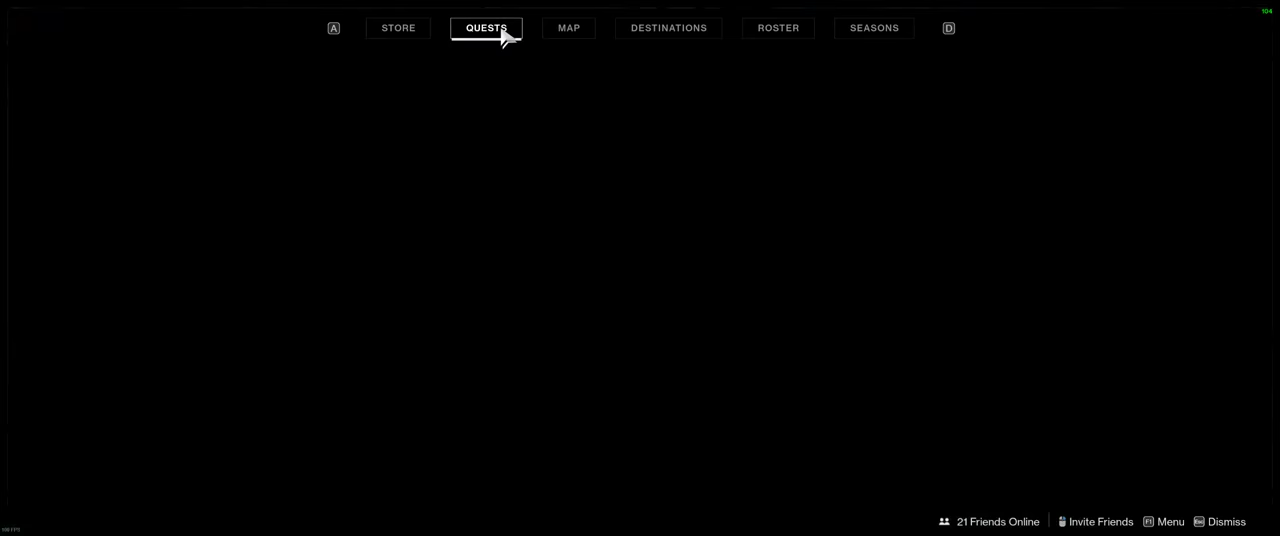 104
A STORE QUESTS MAP DESTINATIONS ROSTER SEASONS D
21 Friends Online Invite Friends F1 Menu Esc Dismiss